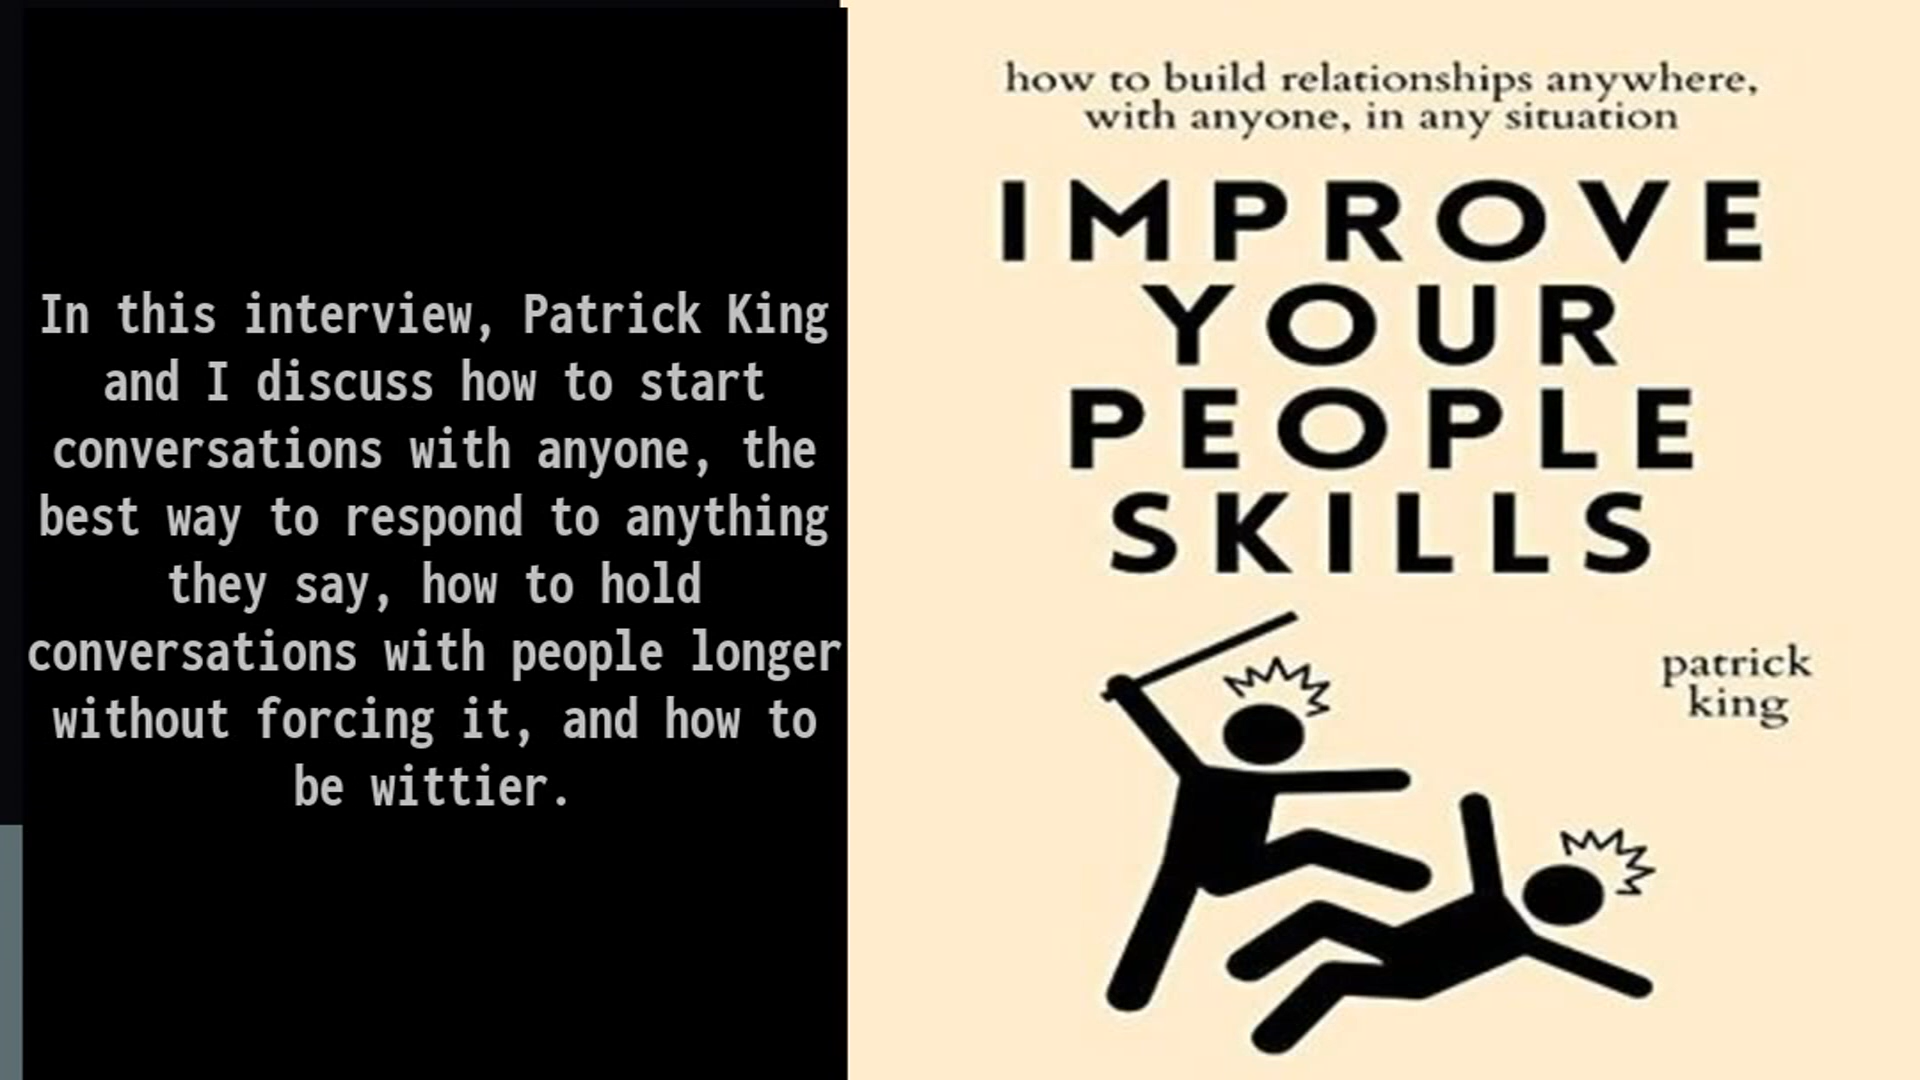 In this interview, Patrick King
and I discuss how to start
conversations with anyone, the
best way to respond to anything
they say, how to hold
conversations with people longer
without forcing it, and how to
be wittier.
how to build relationships anywhere,
with anyone, in any situation
IMPROVE
YOUR
PEOPLE
SKILLS
patrick
king